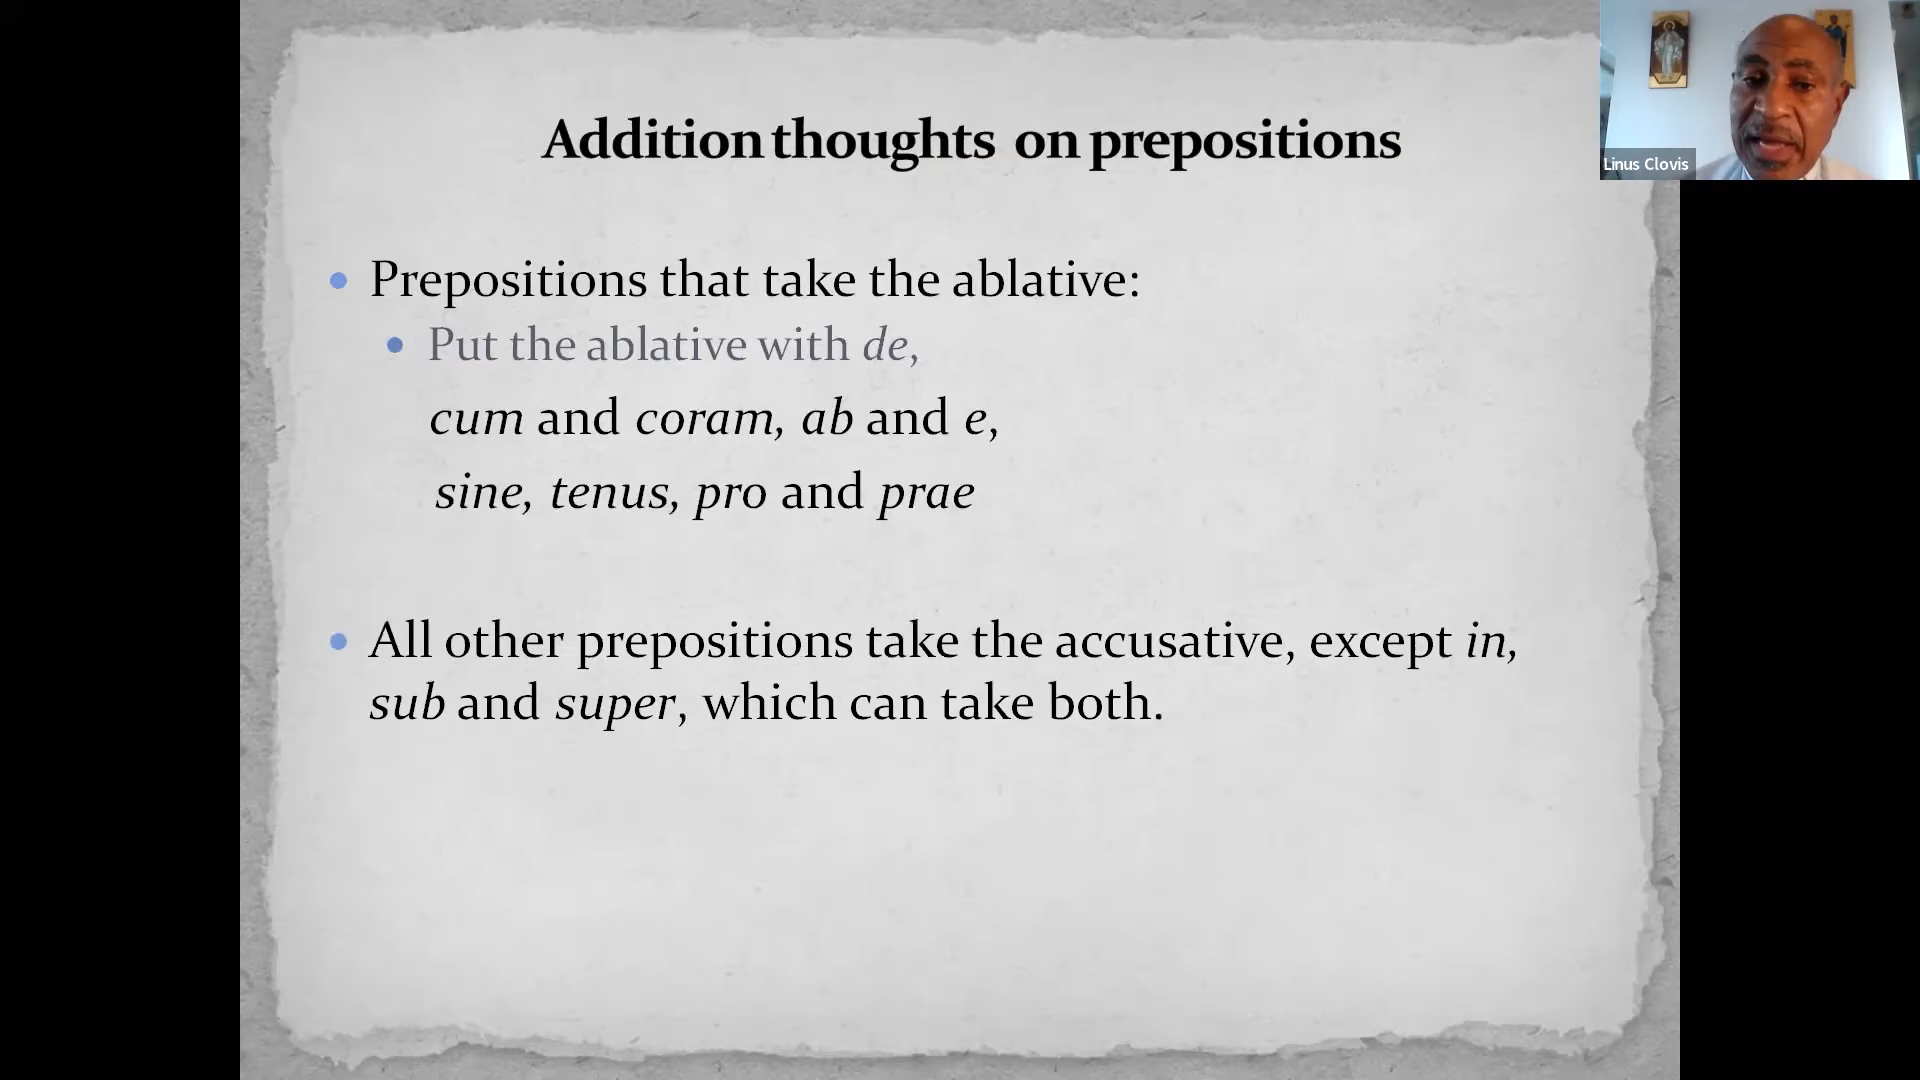 Addition thoughts on prepositions
Linus Clovis
• Prepositions that take the ablative:
• Put the ablative with de,
cum and coram, ab and e,
sine, tenus, pro and prae
• All other prepositions take the accusative, except in,
sub and super, which can take both.